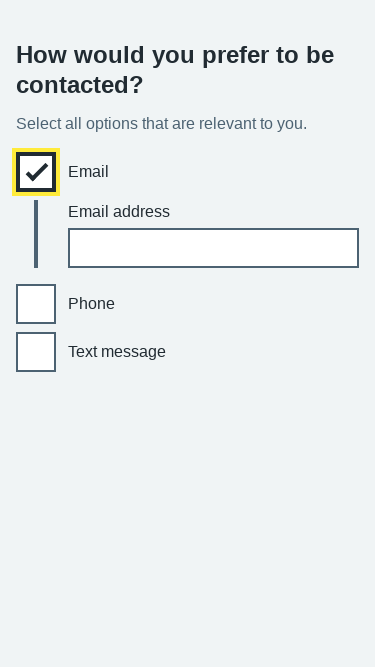 How would you prefer to be
contacted?
Select all options that are relevant to you.
Email
Email address
Phone
Text message